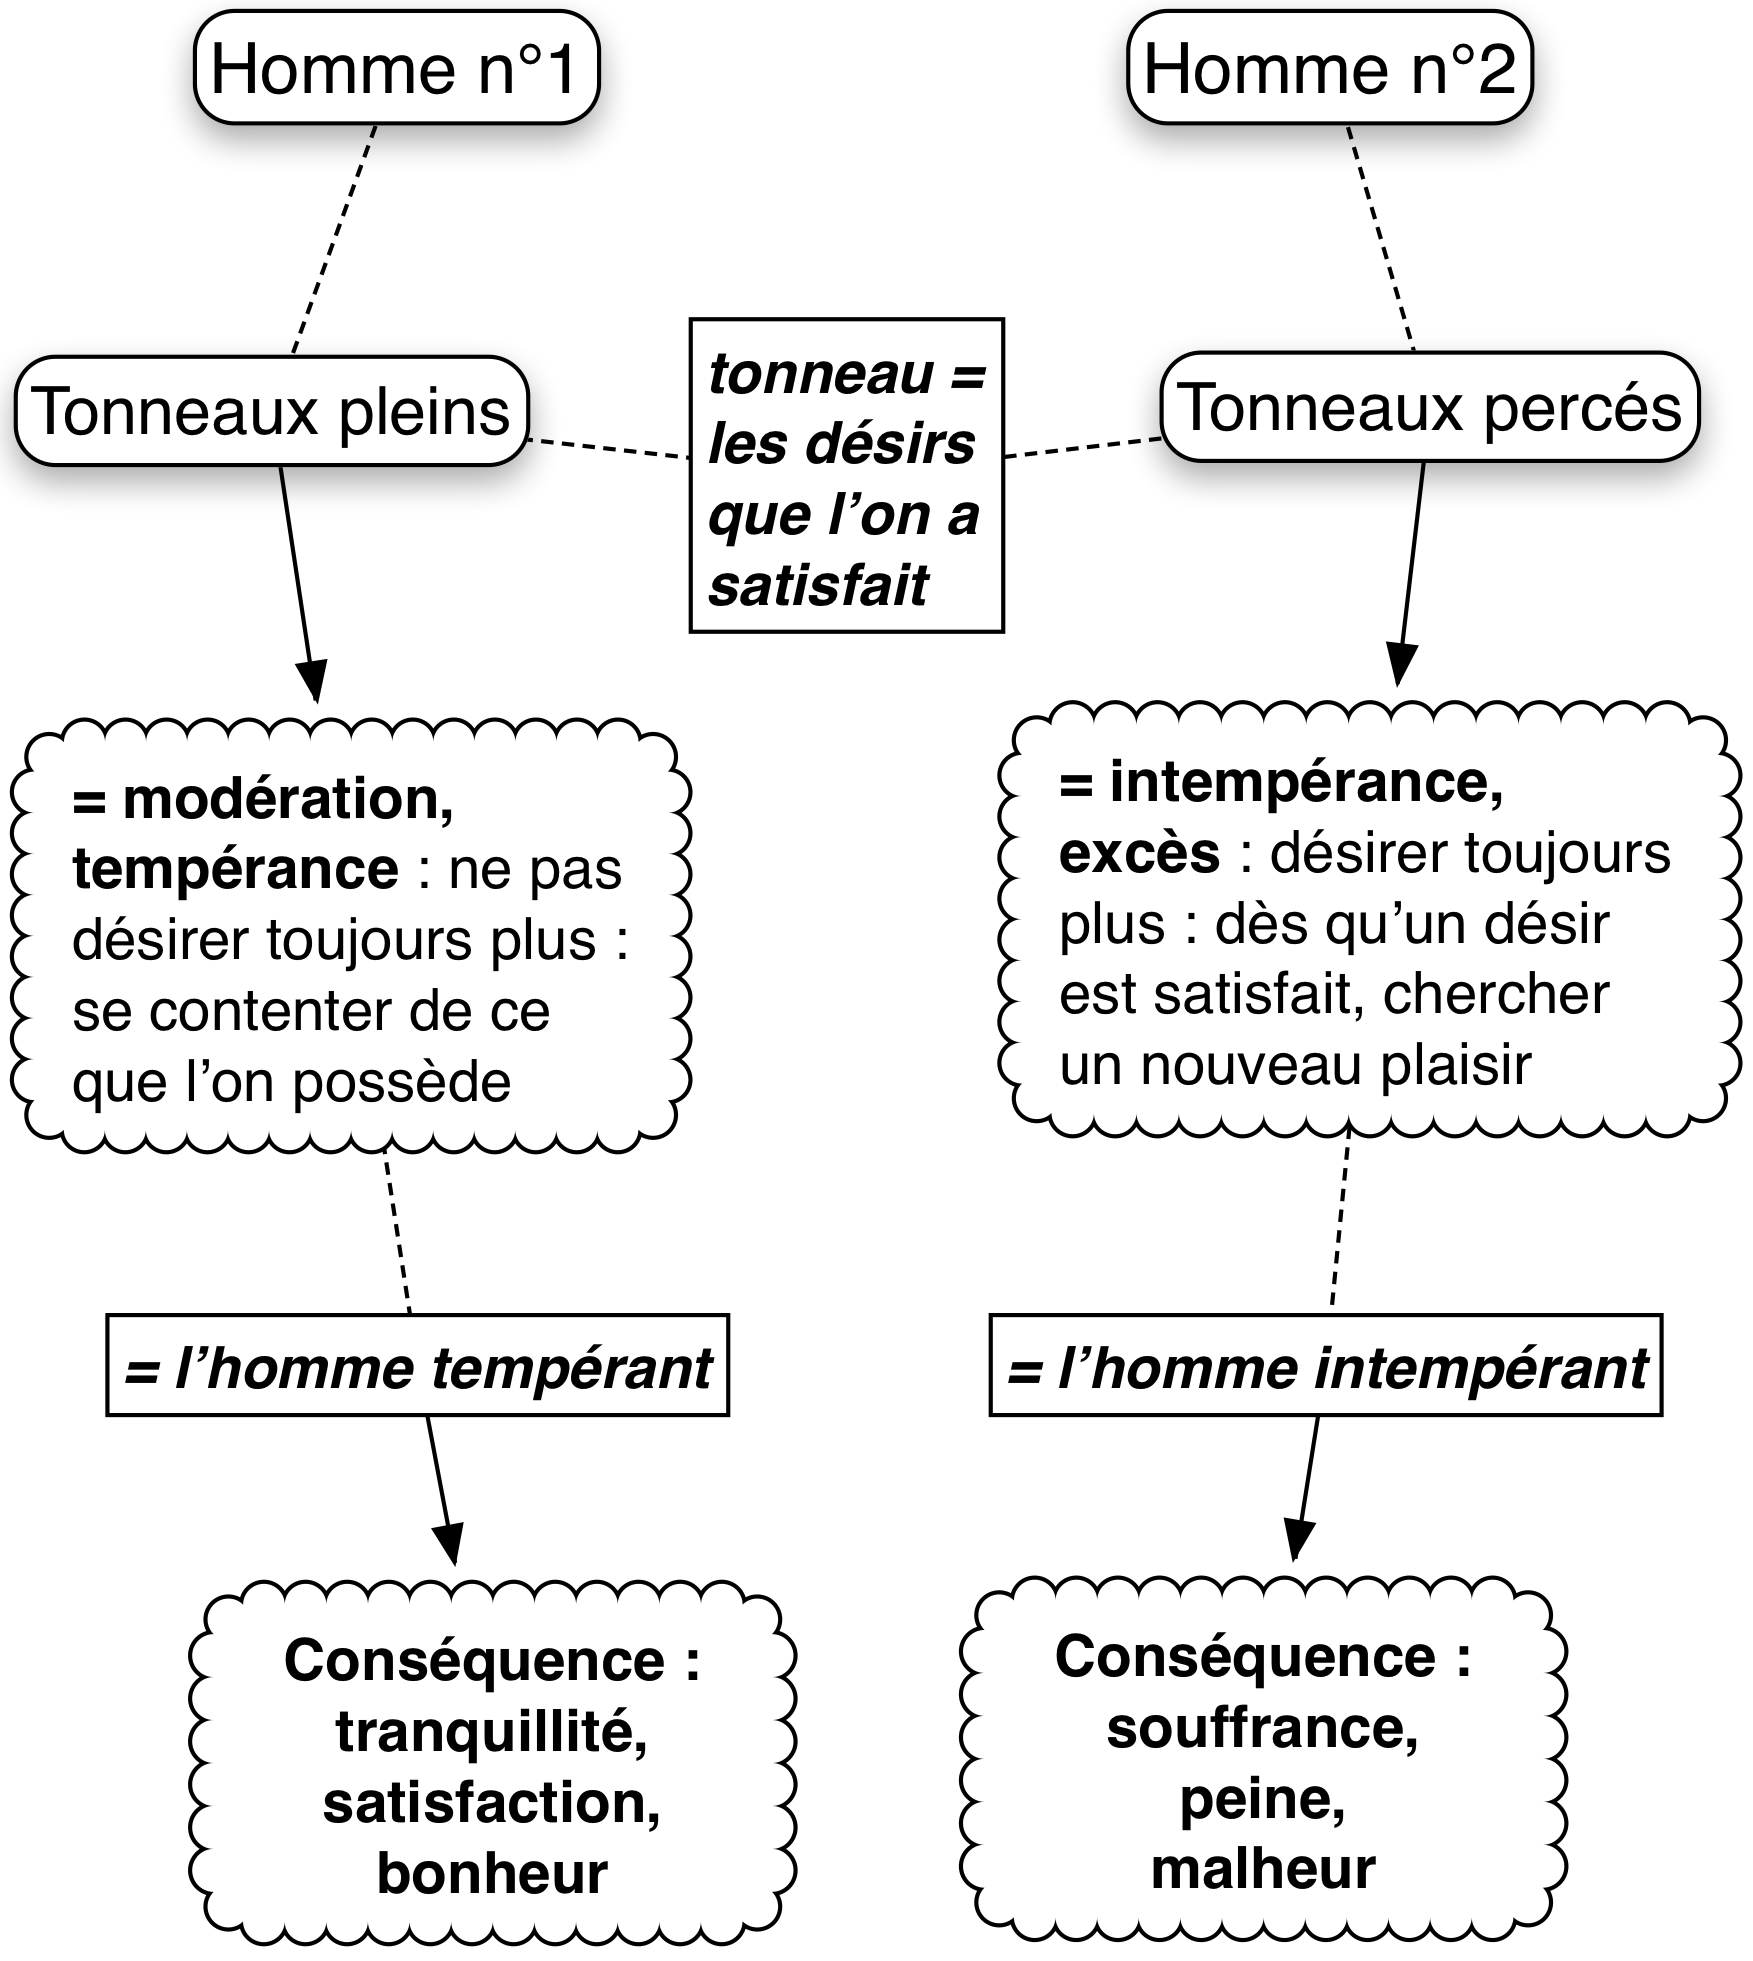 Homme n°1
Homme n°2
Tonneaux pleins
tonneau =
les désirs
que l’on a
satisfait
Tonneaux percés
= modération,
tempérance : ne pas
désirer toujours plus :
se contenter de ce
que l’on possède
= intempérance,
excès : désirer toujours
plus : dès qu’un désir
est satisfait, chercher
un nouveau plaisir
= l’homme tempérant
= l’homme intempérant
Conséquence :
tranquillité,
satisfaction,
bonheur
Conséquence :
souffrance,
peine,
malheur